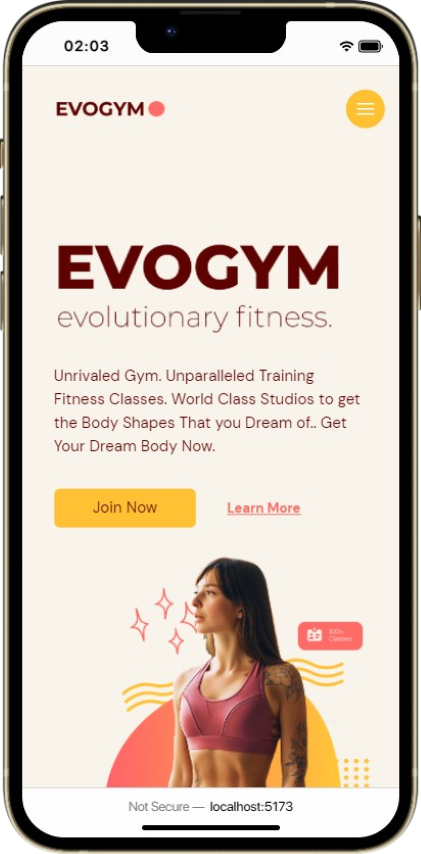 02:03
EVOGYM
EVOGYM
evolutionary fitness.
Unrivaled Gym. Unparalleled Training
Fitness Classes. World Class Studios to get
the Body Shapes That you Dream of.. Get
Your Dream Body Now.
Join Now
Learn More
100+
Classes
Not Secure — localhost:5173